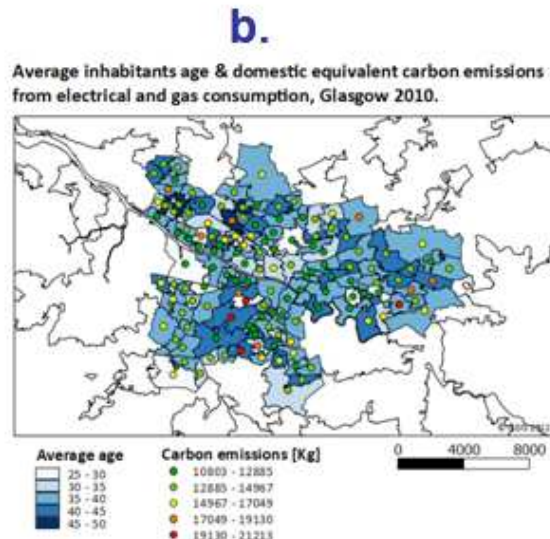 b.
Average inhabitants age & domestic equivalent carbon emissions
from electrical and gas consumption, Glasgow 2010.
Average age
25 - 30
30 - 35
35 - 40
40 - 45
45 - 50
Carbon emissions [Kg]
10803 - 12885
12885 - 14967
14967 - 17049
17049 - 19130
19130 - 21213
0 4000 8000